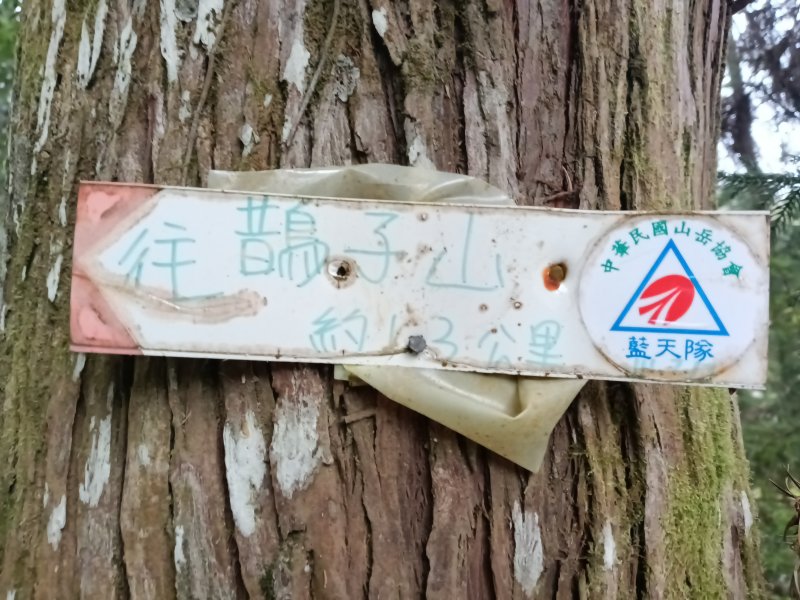 往鵲子山
約1.3公里
中華民國山岳協會
藍天隊